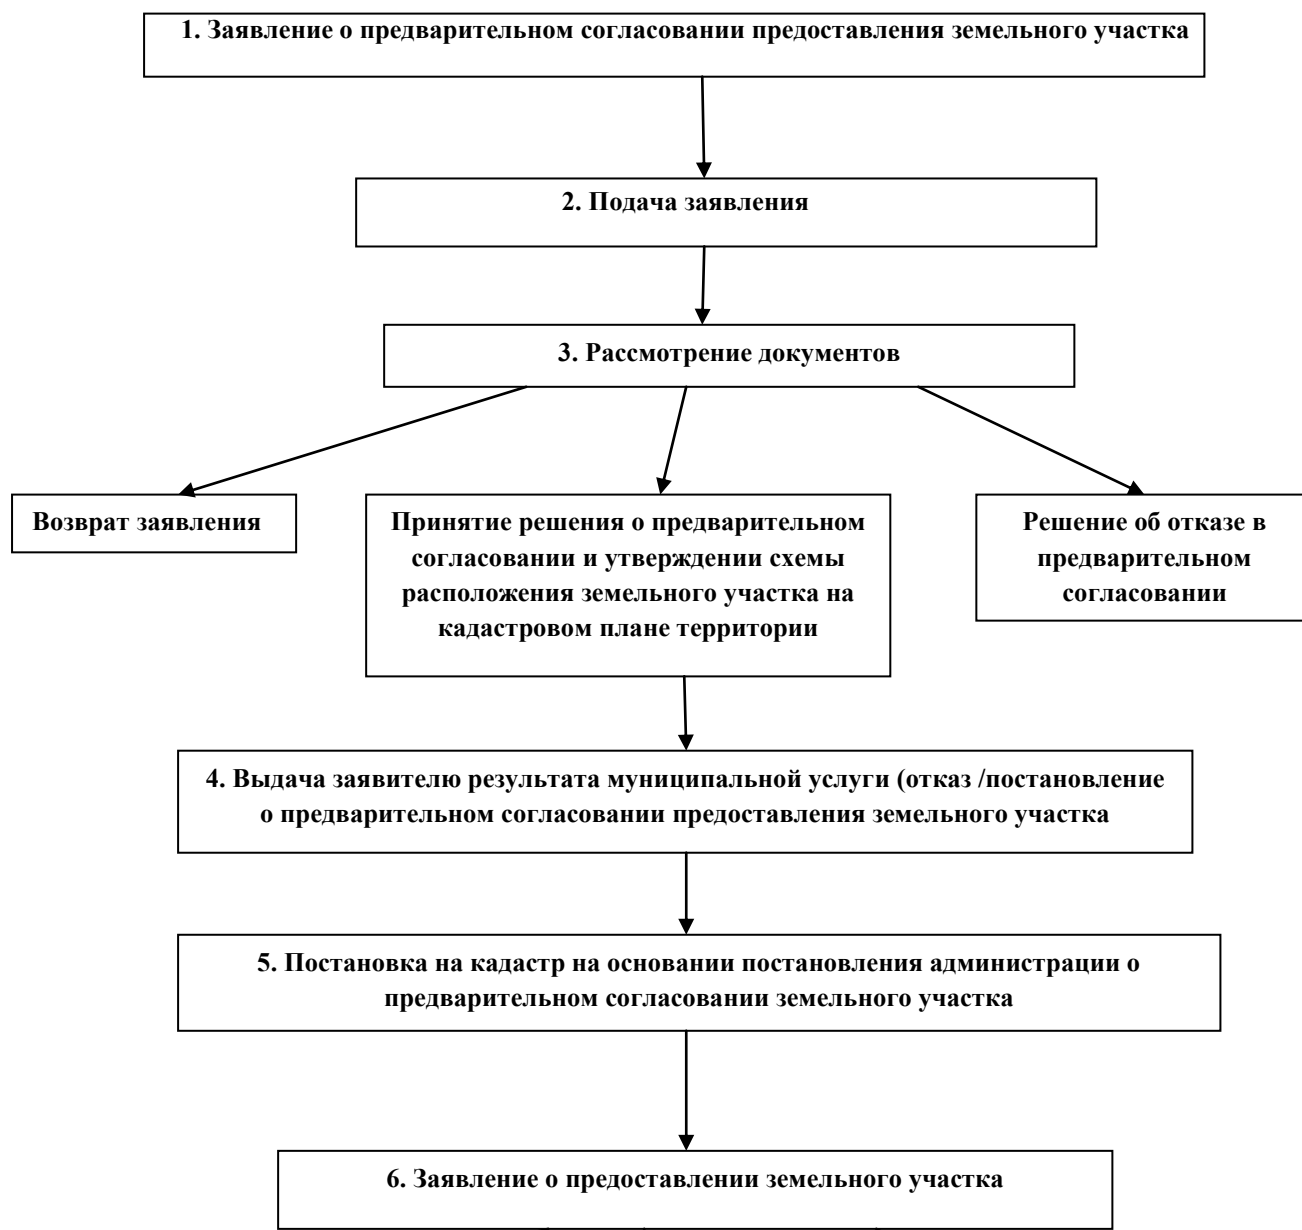 1. Заявление о предварительном согласовании предоставления земельного участка
2. Подача заявления
3. Рассмотрение документов
Возврат заявления
Принятие решения о предварительном
согласовании и утверждении схемы
расположения земельного участка на
кадастровом плане территории
Решение об отказе в
предварительном
согласовании
4. Выдача заявителю результата муниципальной услуги (отказ /постановление
о предварительном согласовании предоставления земельного участка
5. Постановка на кадастр на основании постановления администрации о
предварительном согласовании земельного участка
6. Заявление о предоставлении земельного участка